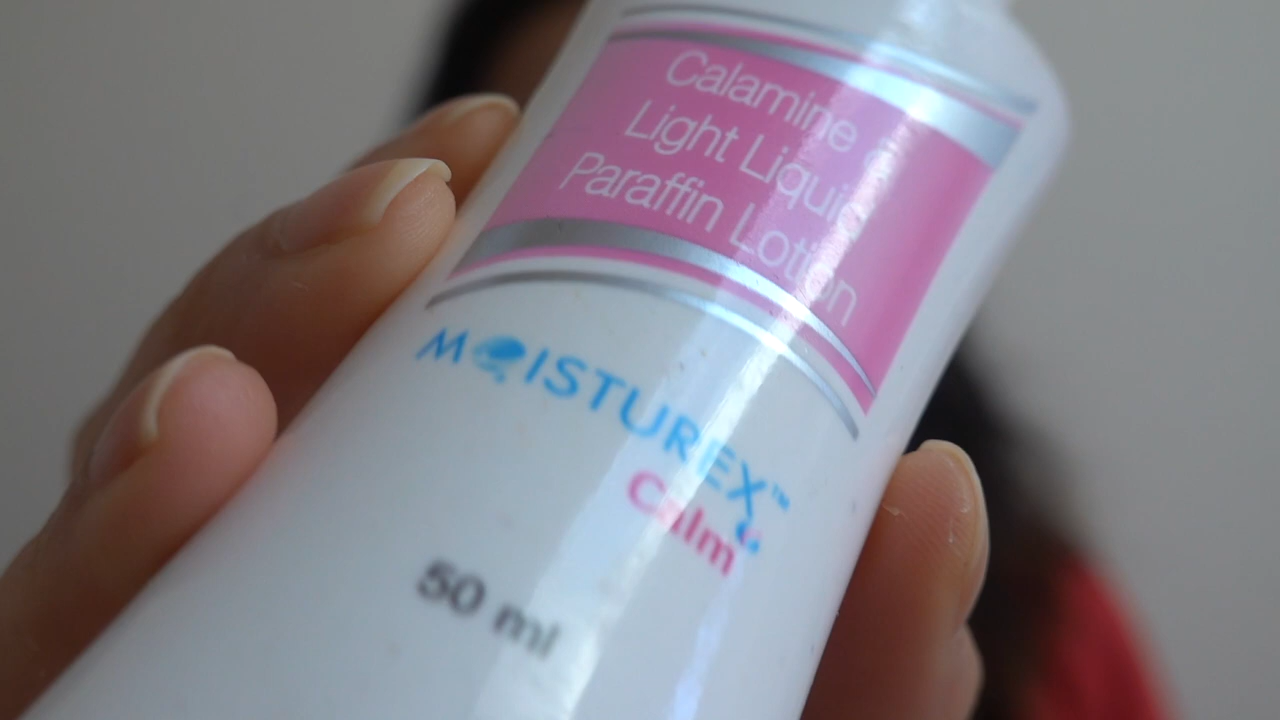 Calamine &
Light Liquid
Paraffin Lotion
MOISTUREX™
Calm
50 ml